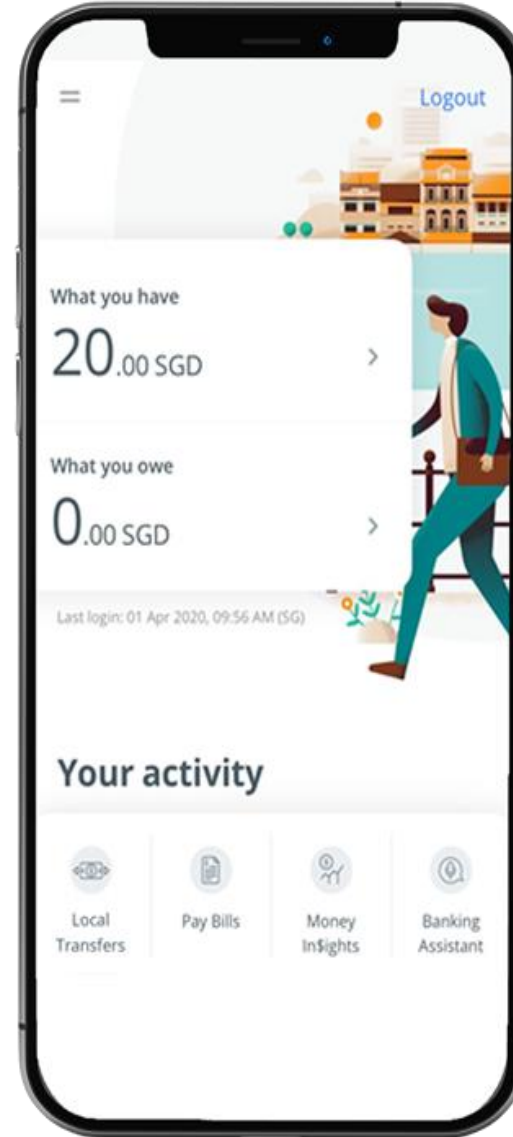 Logout
What you have
20.00 SGD
What you owe
0.00 SGD
Last login: 01 Apr 2020, 09:56 AM (SG)
Your activity
Local
Transfers
Pay Bills
Money
In$ights
Banking
Assistant